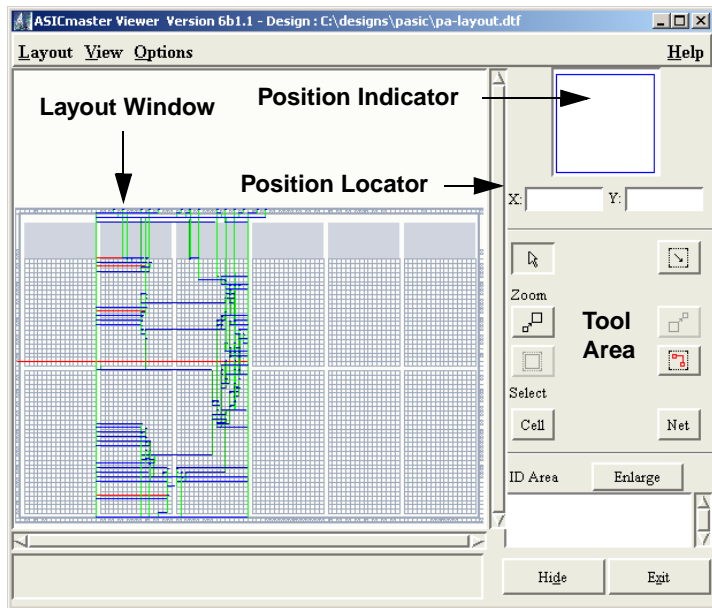 ASICmaster Viewer Version 6b1.1 - Design : C:\designs\pasic\pa-layout.dtf
Layout View Options Help
Layout Window
Position Indicator
Position Locator
X: Y:
Zoom
Tool
Area
Select
Cell Net
ID Area Enlarge
Hide Exit